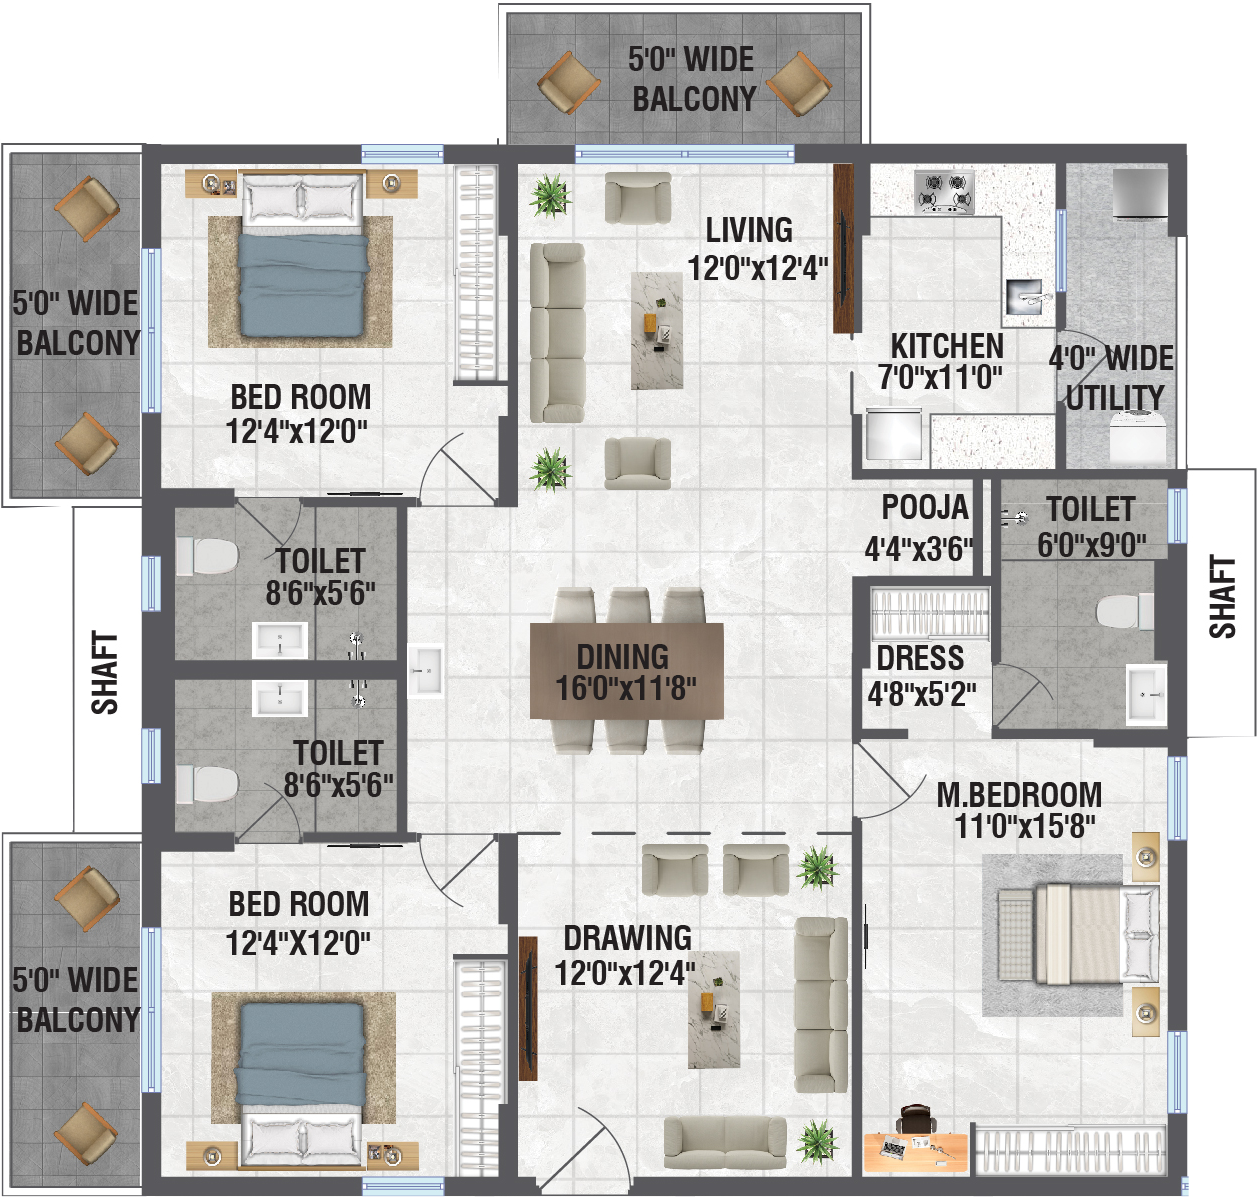 5'0" WIDE
BALCONY
LIVING
12'0"x12'4"
5'0" WIDE
BALCONY
KITCHEN
7'0"x11'0"
4'0" WIDE
UTILITY
BED ROOM
12'4"x12'0"
POOJA
4'4"x3'6"
TOILET
6'0"x9'0"
TOILET
8'6"x5'6"
SHAFT
SHAFT
DINING
16'0"x11'8"
DRESS
4'8"x5'2"
TOILET
8'6"x5'6"
M.BEDROOM
11'0"x15'8"
BED ROOM
12'4"X12'0"
DRAWING
12'0"x12'4"
5'0" WIDE
BALCONY